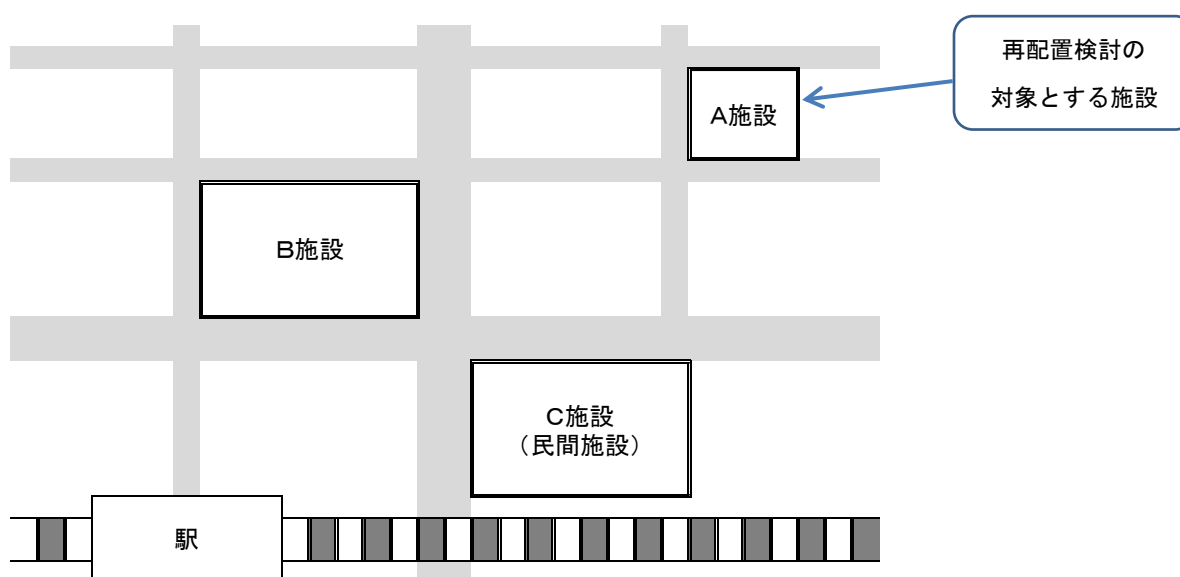 再配置検討の
対象とする施設
A施設
B施設
C施設
（民間施設）
駅